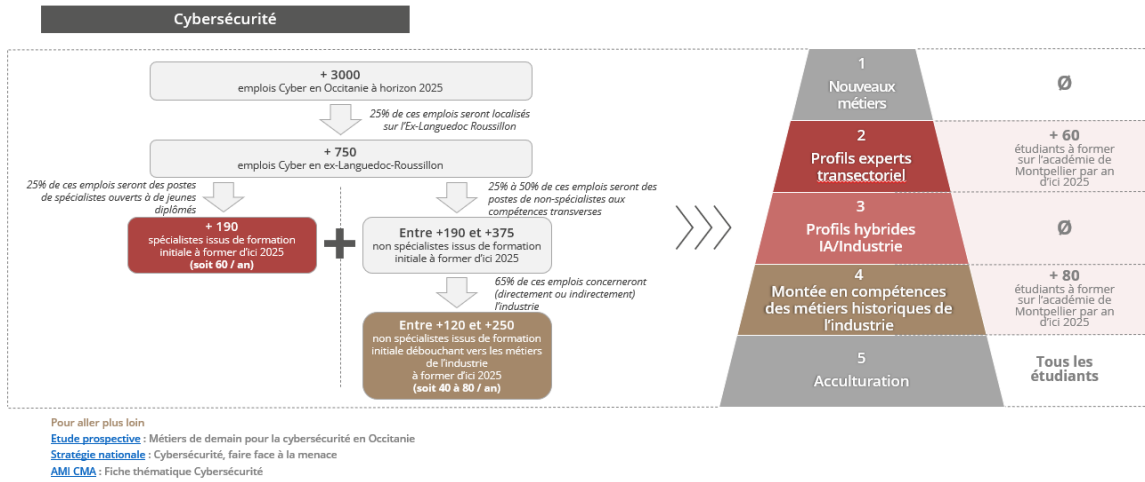 Cybersécurité
+ 3000
emplois Cyber en Occitanie à horizon 2025
25% de ces emplois seront localisés
sur l'Ex-Languedoc Roussillon
+ 750
emplois Cyber en ex-Languedoc-Roussillon
25% de ces emplois seront des postes
de spécialistes ouverts à de jeunes
diplômés
25% à 50% de ces emplois seront des
postes de non-spécialistes aux
compétences transverses
+ 190
spécialistes issus de formation
initiale à former d'ici 2025
(soit 60 / an)
+
Entre +190 et +375
non spécialistes issus de formation
initiale à former d'ici 2025
65% de ces emplois concerneront
(directement ou indirectement)
l'industrie
Entre +120 et +250
non spécialistes issus de formation
initiale débouchant vers les métiers
de l'industrie
à former d'ici 2025
(soit 40 à 80 / an)
1
Nouveaux
métiers
Ø
2
Profils experts
transectoriel
+ 60
étudiants à former
sur l'académie de
Montpellier par an
d'ici 2025
3
Profils hybrides
IA/Industrie
Ø
4
Montée en compétences
des métiers historiques de
l'industrie
+ 80
étudiants à former
sur l'académie de
Montpellier par an
d'ici 2025
5
Acculturation
Tous les
étudiants
Pour aller plus loin
Etude prospective : Métiers de demain pour la cybersécurité en Occitanie
Stratégie nationale : Cybersécurité, faire face à la menace
AMI CMA : Fiche thématique Cybersécurité